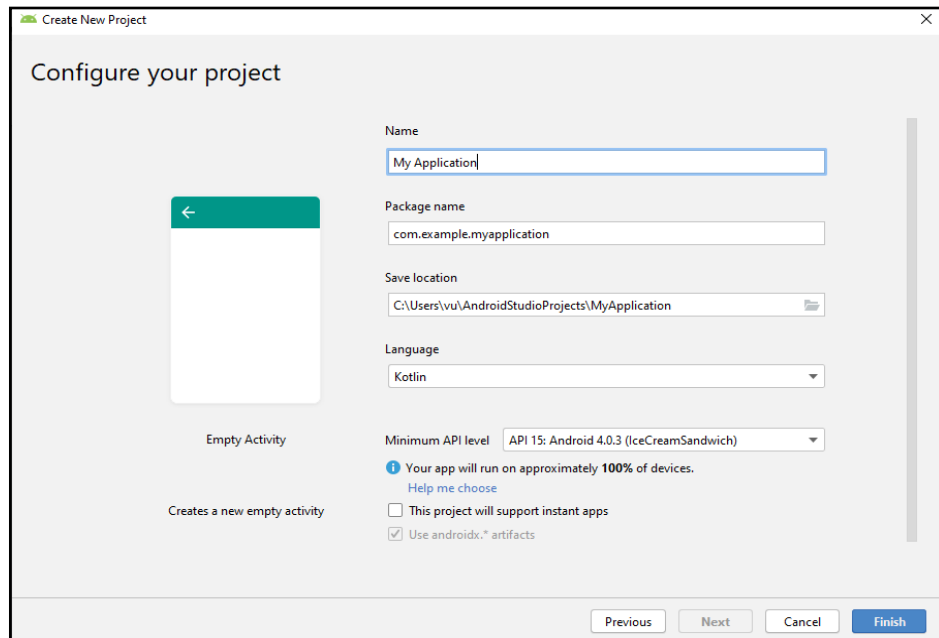 Create New Project
Configure your project
Name
My Application
Package name
com.example.myapplication
Save location
C:\Users\vu\AndroidStudioProjects\MyApplication
Language
Kotlin
Empty Activity
Minimum API level API 15: Android 4.0.3 (IceCreamSandwich)
Your app will run on approximately 100% of devices.
Help me choose
Creates a new empty activity
This project will support instant apps
Use androidx.* artifacts
Previous Next Cancel Finish